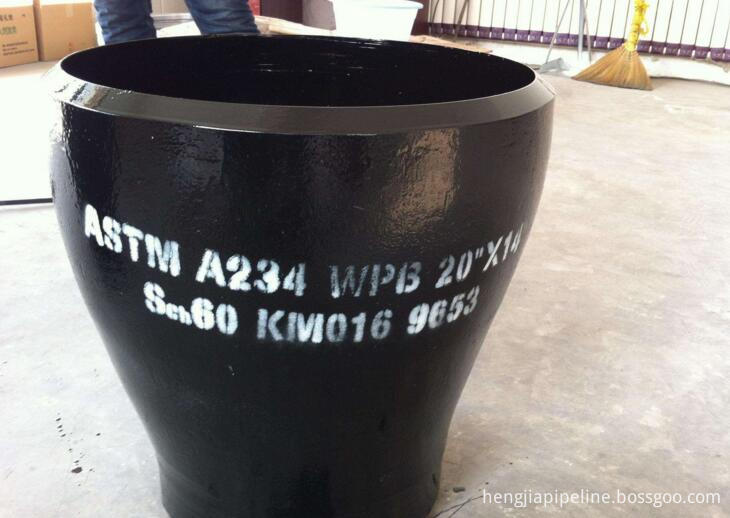 ASTM A234 WPB 20"X14
Sch60 KM016 9653
hengjiapipeline.bossgoo.com